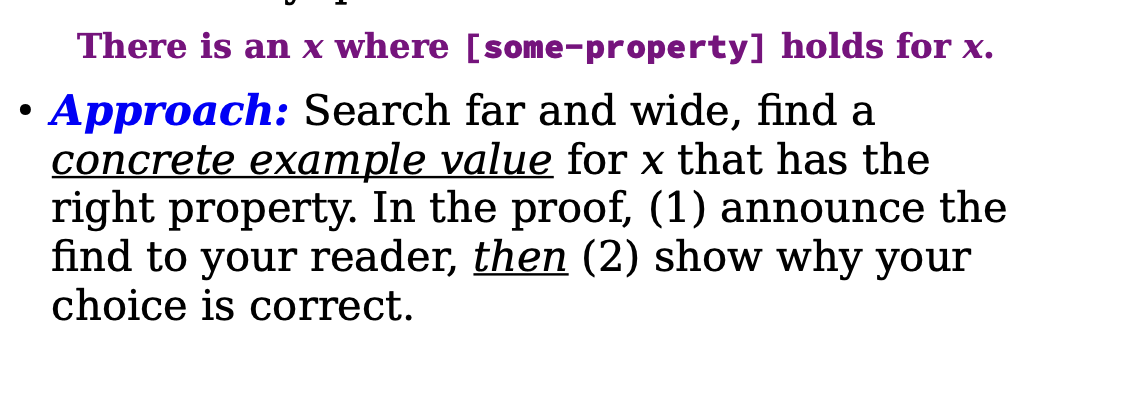 There is an x where [some-property] holds for x.
• Approach: Search far and wide, find a
concrete example value for x that has the
right property. In the proof, (1) announce the
find to your reader, then (2) show why your
choice is correct.